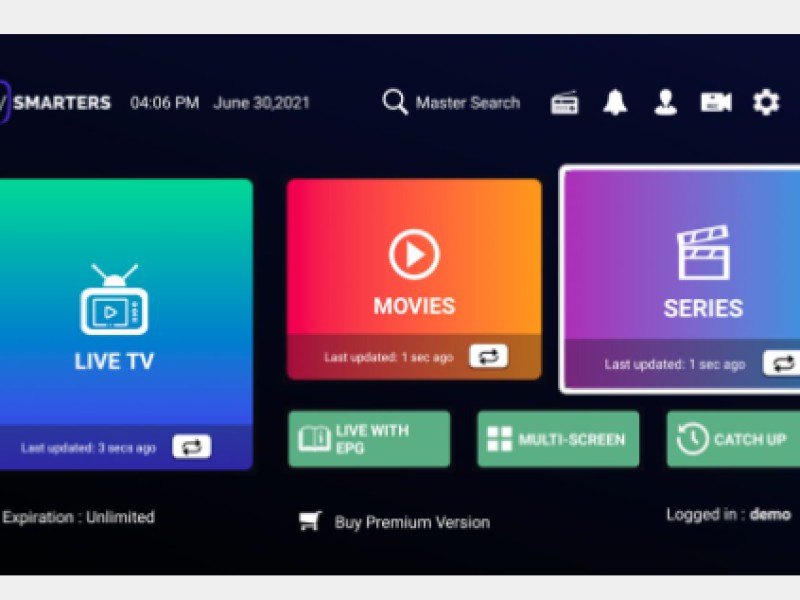 SMARTERS 04:06 PM June 30,2021 Master Search
LIVE TV
Last updated: 3 secs ago
MOVIES
Last updated: 1 sec ago
SERIES
Last updated: 1 sec ago
LIVE WITH
EPG
MULTI-SCREEN
CATCH UP
Expiration : Unlimited
Buy Premium Version
Logged in : demo